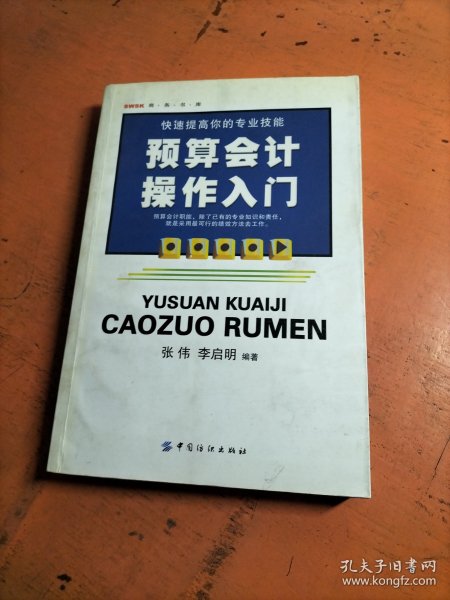 SWSK 商·务·书·库
快速提高你的专业技能
预算会计
操作入门
预算会计职能，除了已有的专业知识和责任，
就是采用最可行的绩效方法去工作。
YUSUAN KUAIJI
CAOZUO RUMEN
张伟 李启明 编著
中国纺织出版社
孔夫子旧书网
www.kongfz.com